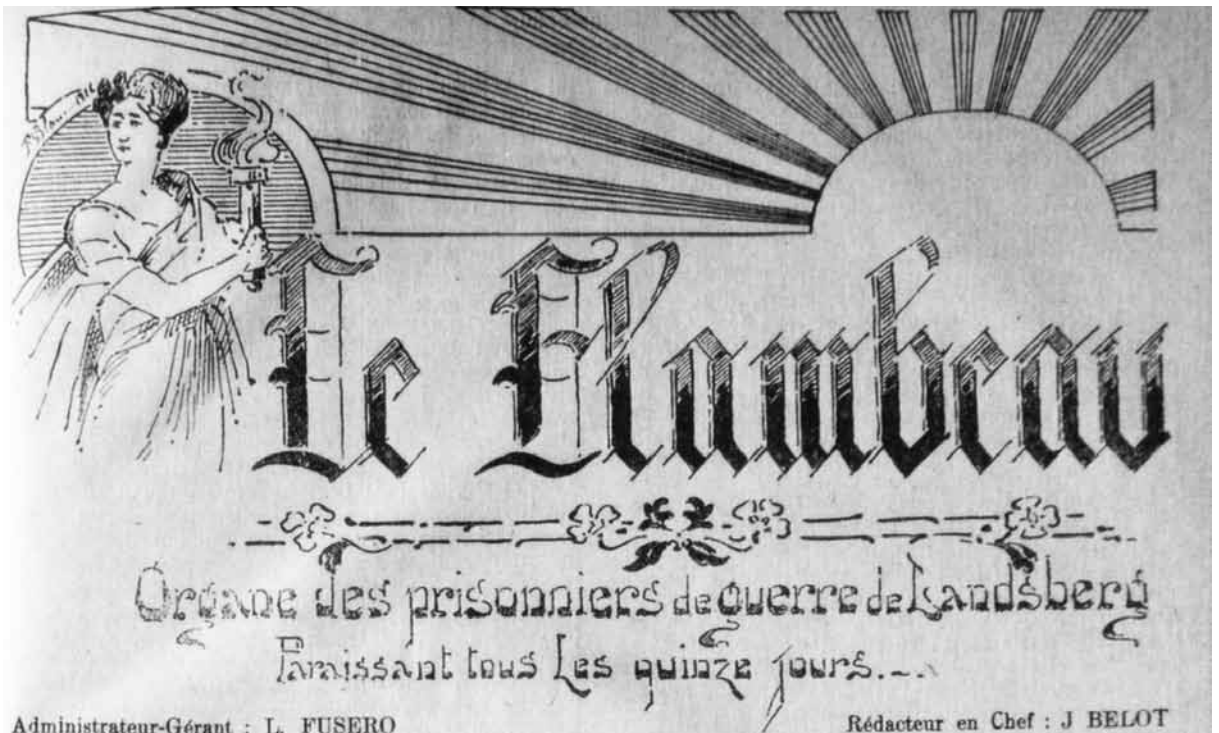 Le Flambeau
Organe des prisonniers de guerre de Landsberg
Paraissant tous Les quinze jours.
Administrateur-Gérant : L. FUSERO
Rédacteur en Chef : J BELOT